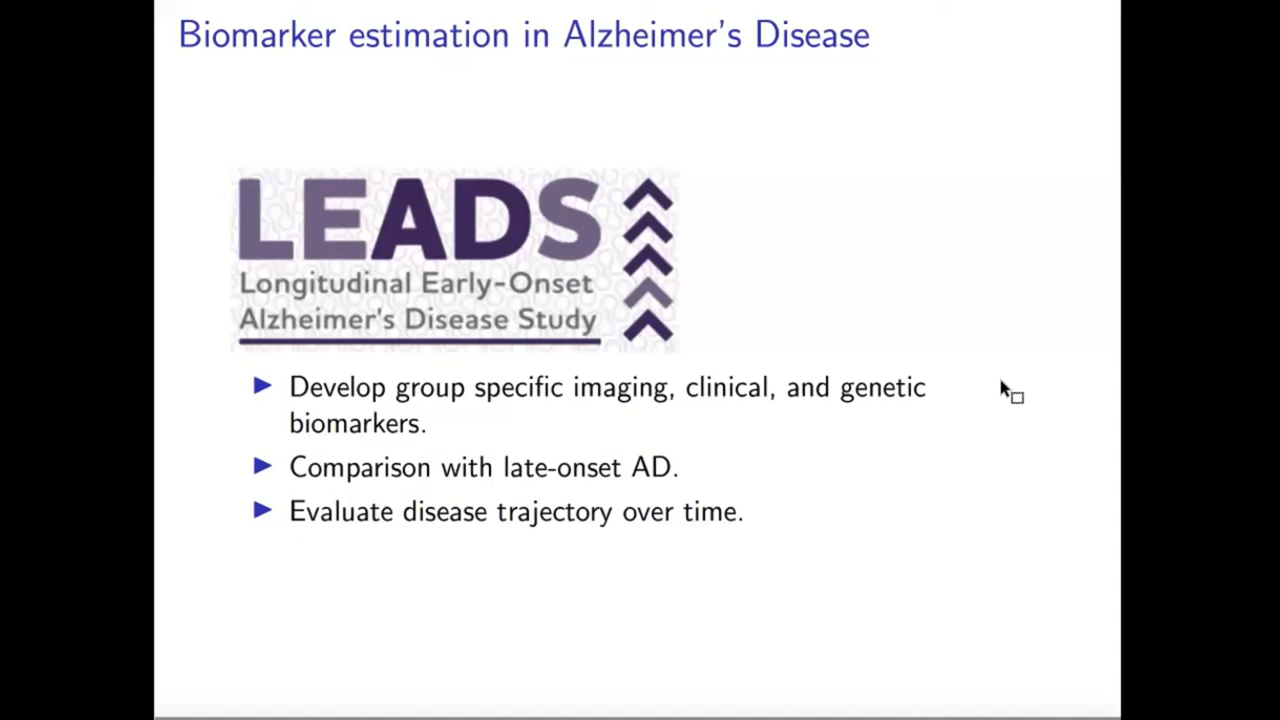 Biomarker estimation in Alzheimer's Disease
LEADS
Longitudinal Early-Onset
Alzheimer's Disease Study
Develop group specific imaging, clinical, and genetic
biomarkers.
Comparison with late-onset AD.
Evaluate disease trajectory over time.